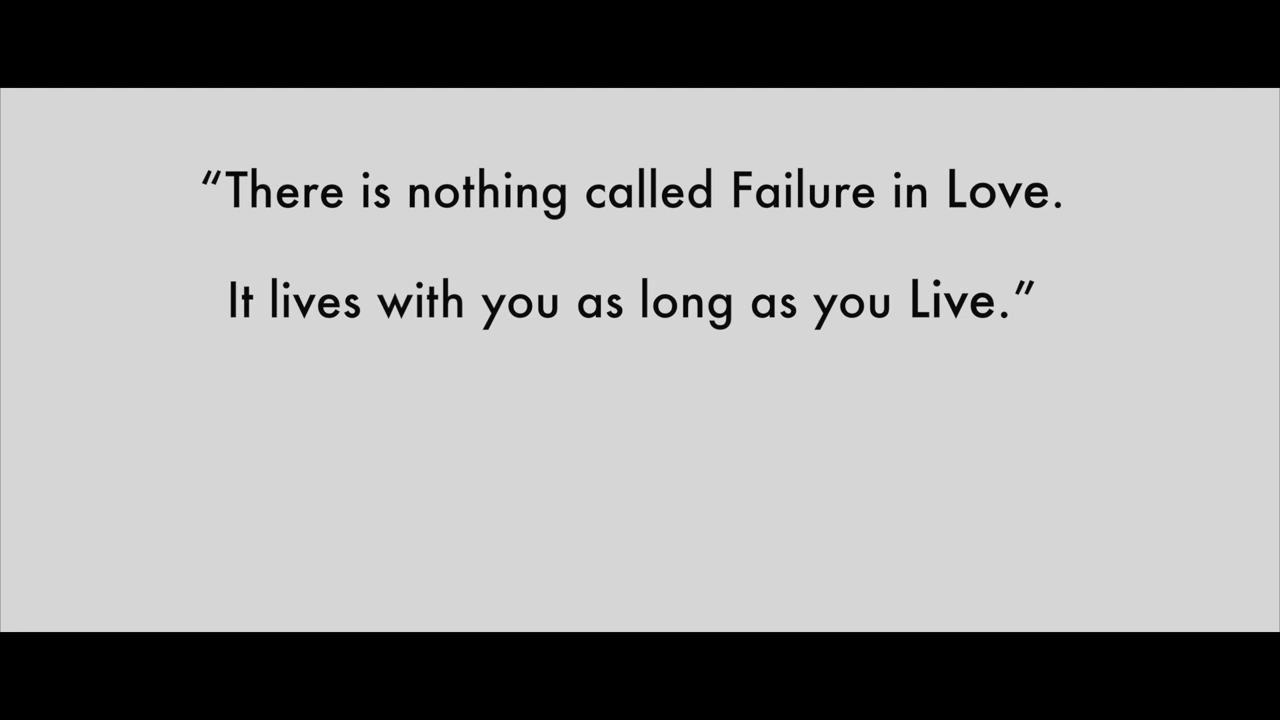 “There is nothing called Failure in Love.
It lives with you as long as you Live.”